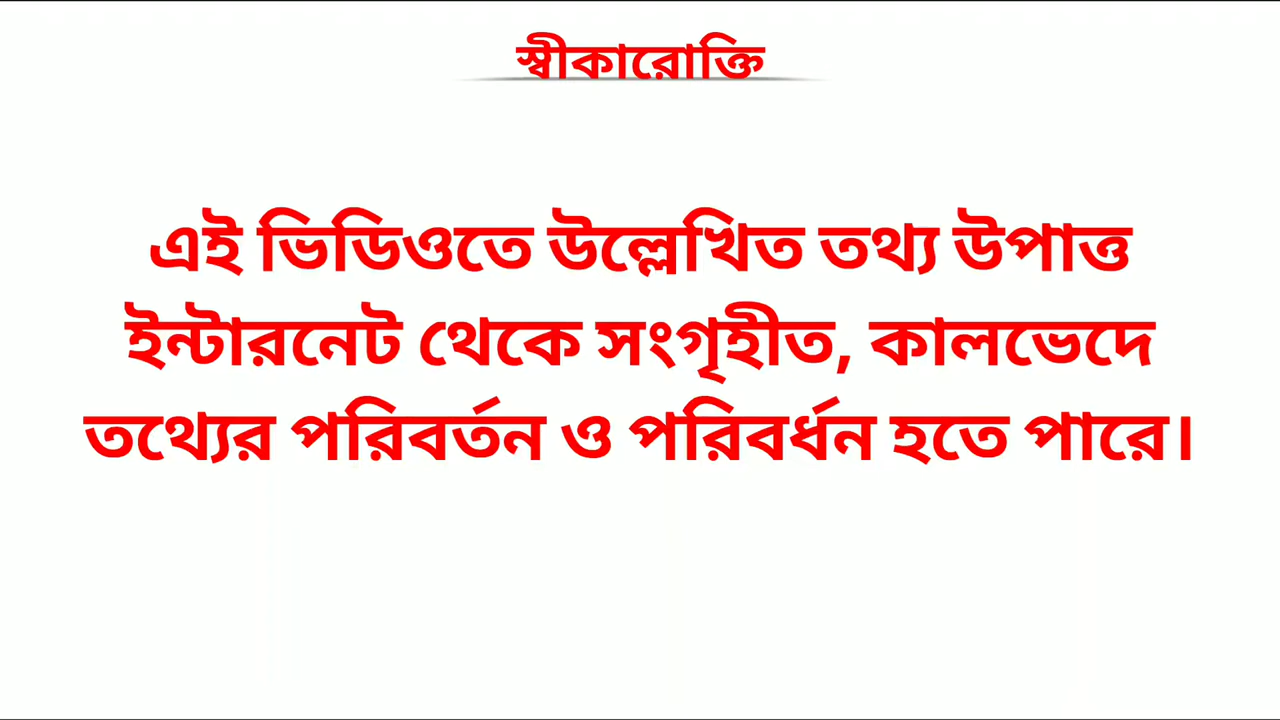 স্বীকারোক্তি
এই ভিডিওতে উল্লেখিত তথ্য উপাত্ত
ইন্টারনেট থেকে সংগৃহীত, কালভেদে
তথ্যের পরিবর্তন ও পরিবর্ধন হতে পারে।